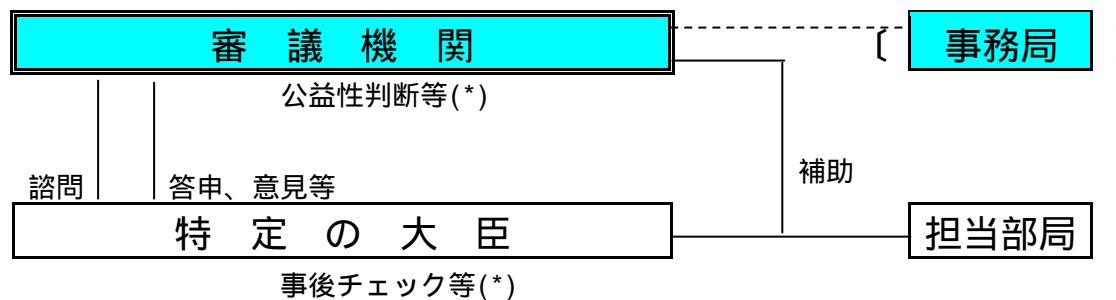 審議機関
〔 事務局
公益性判断等(*)
補助
諮問
答申、意見等
特定の大臣
担当部局
事後チェック等(*)